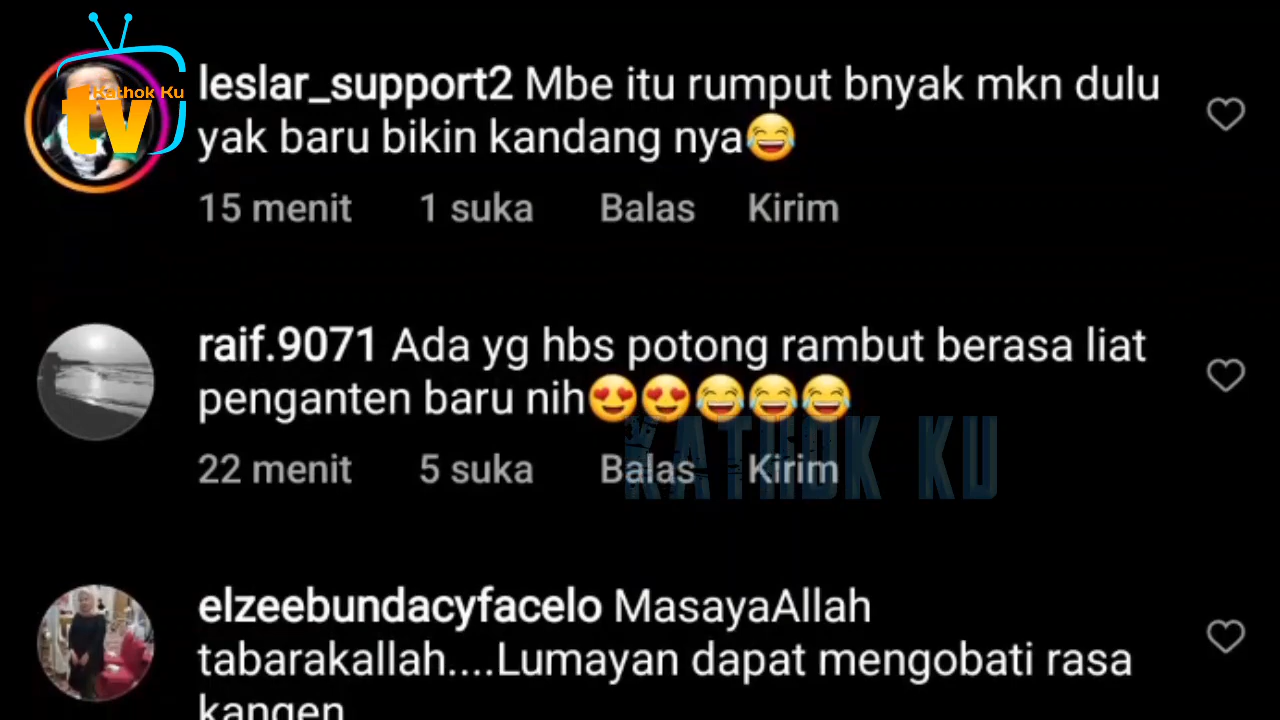 Kathok Ku
tv
leslar_support2 Mbe itu rumput bnyak mkn dulu
yak baru bikin kandang nya😂
15 menit 1 suka Balas Kirim
raif.9071 Ada yg hbs potong rambut berasa liat
penganten baru nih😍😍😂😂😂
KATHOK KU
22 menit 5 suka Balas Kirim
elzeebundacyfacelo MasayaAllah
tabarakallah....Lumayan dapat mengobati rasa
kangen